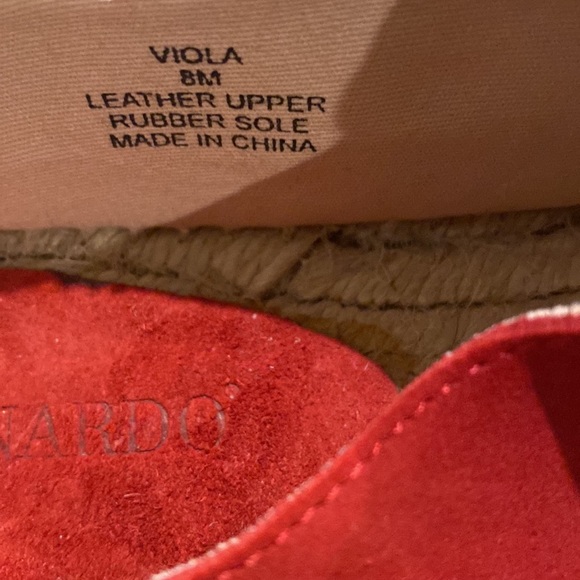 VIOLA
8M
LEATHER UPPER
RUBBER SOLE
MADE IN CHINA
NARDO